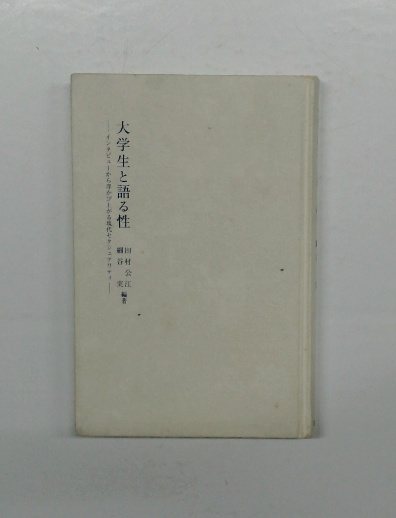 大学生と語る性
――インタビューから浮かび上がる現代セクシュアリティ――
田村公江
細谷実
編著